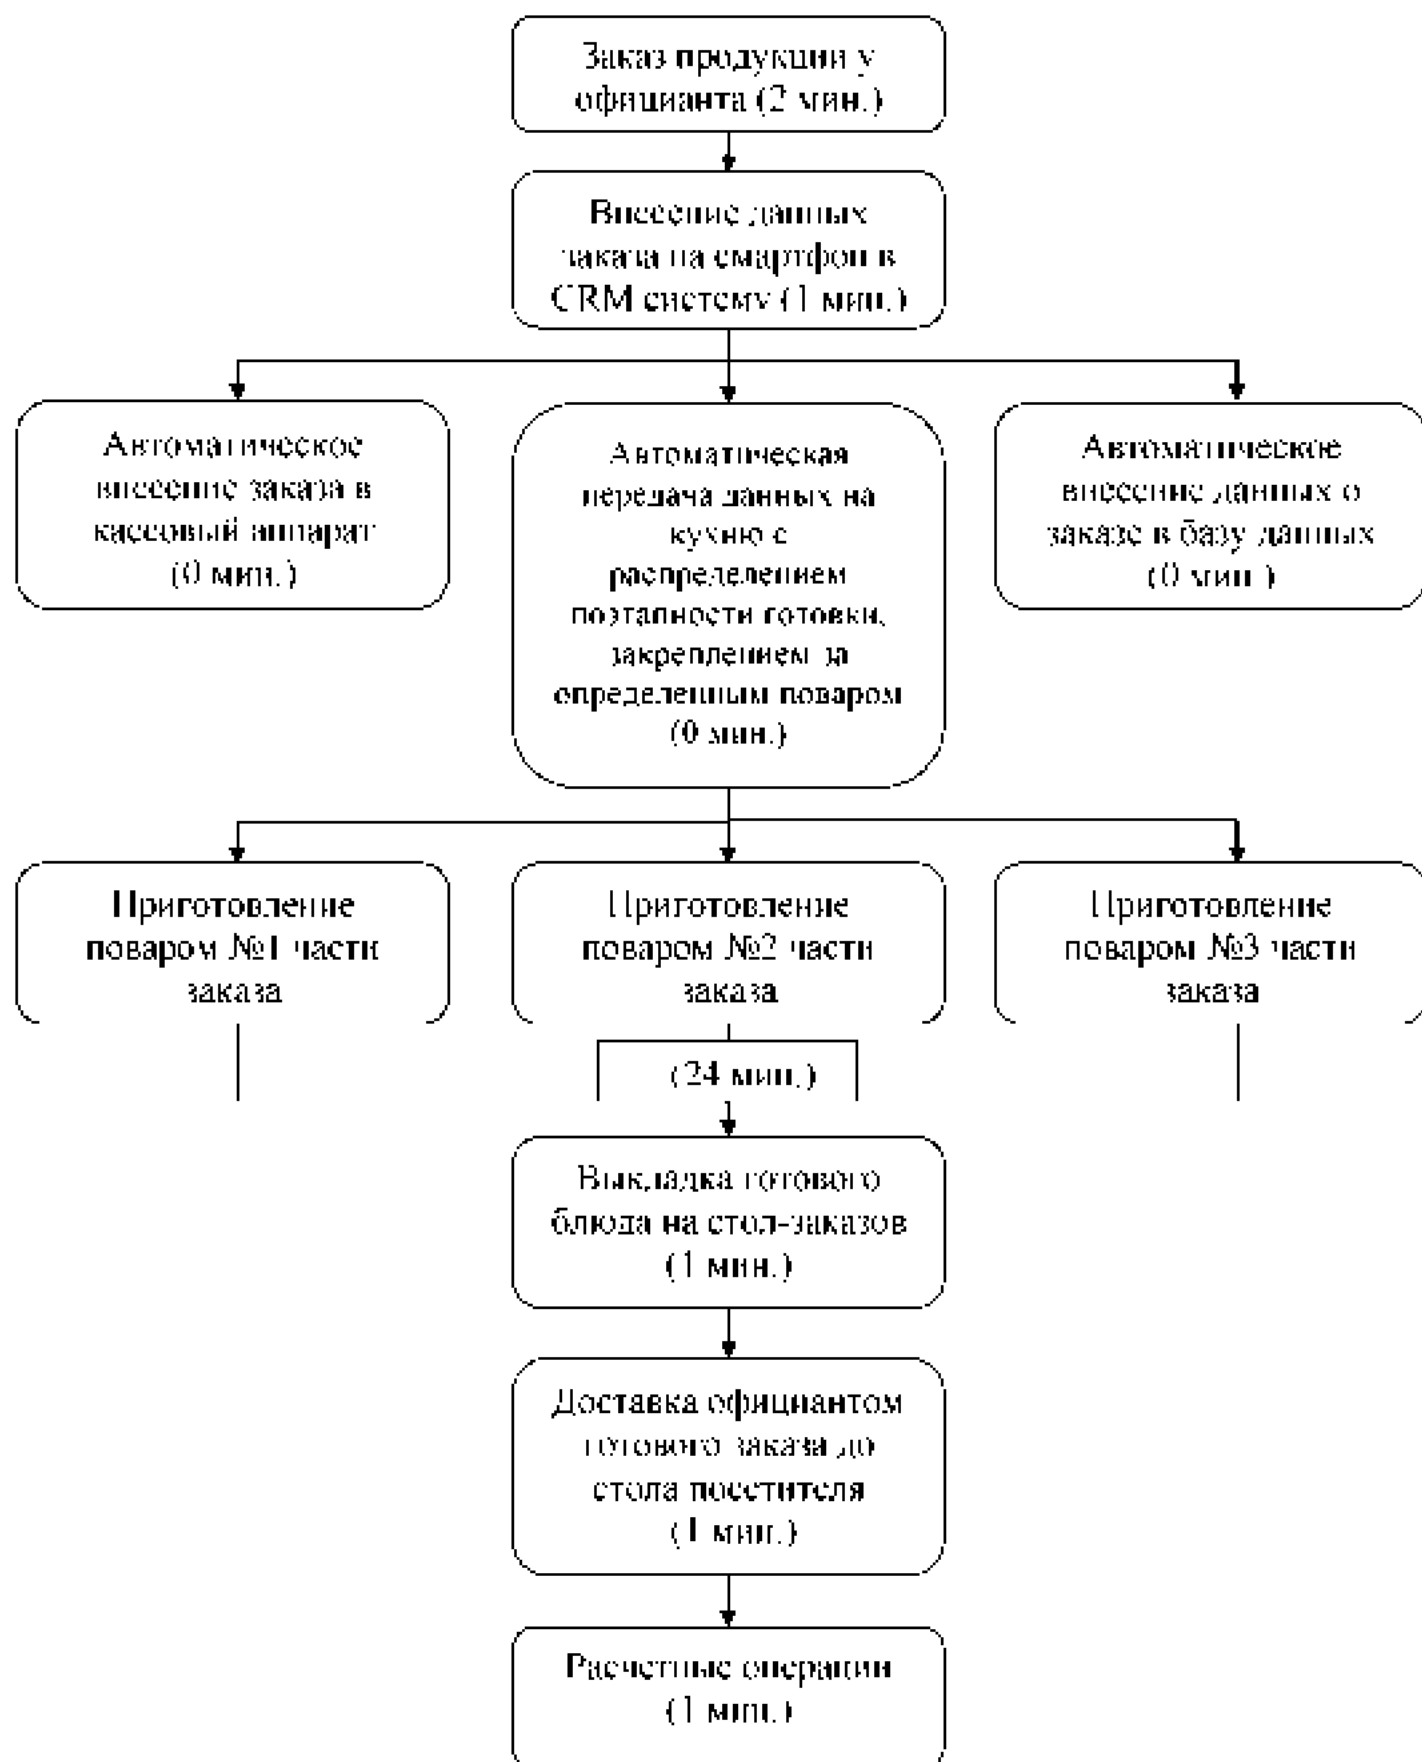 Заказ продукции у
официанта (2 мин.)
Внесение данных
заказа на смартфон в
CRM систему (1 мин.)
Автоматическое
внесение заказа в
кассовый аппарат
(0 мин.)
Автоматическая
передача данных на
кухню с
распределением
поэтапности готовки,
закреплением за
определенным поваром
(0 мин.)
Автоматическое
внесение данных о
заказе в базу данных
(0 мин.)
Приготовление
поваром №1 части
заказа
Приготовление
поваром №2 части
заказа
Приготовление
поваром №3 части
заказа
(24 мин.)
Выкладка готового
блюда на стол-заказов
(1 мин.)
Доставка официантом
готового заказа до
стола посетителя
(1 мин.)
Расчетные операции
(1 мин.)